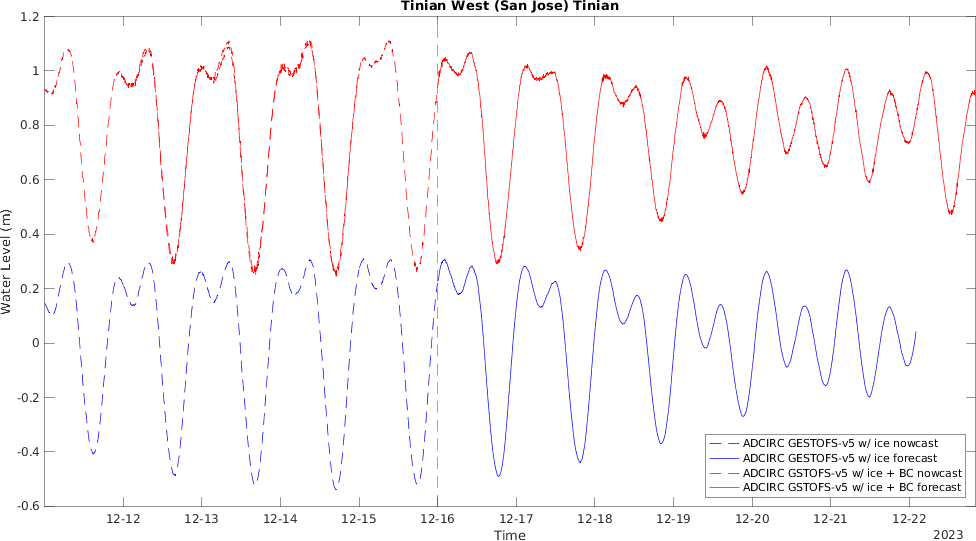 Tinian West (San Jose) Tinian
1.2
1
0.8
0.6
0.4
0.2
0
-0.2
-0.4
-0.6
Water Level (m)
12-12 12-13 12-14 12-15 12-16 12-17 12-18 12-19 12-20 12-21 12-22
Time
2023
ADCIRC GESTOFS-v5 w/ ice nowcast
ADCIRC GESTOFS-v5 w/ ice forecast
ADCIRC GSTOFS-v5 w/ ice + BC nowcast
ADCIRC GSTOFS-v5 w/ ice + BC forecast